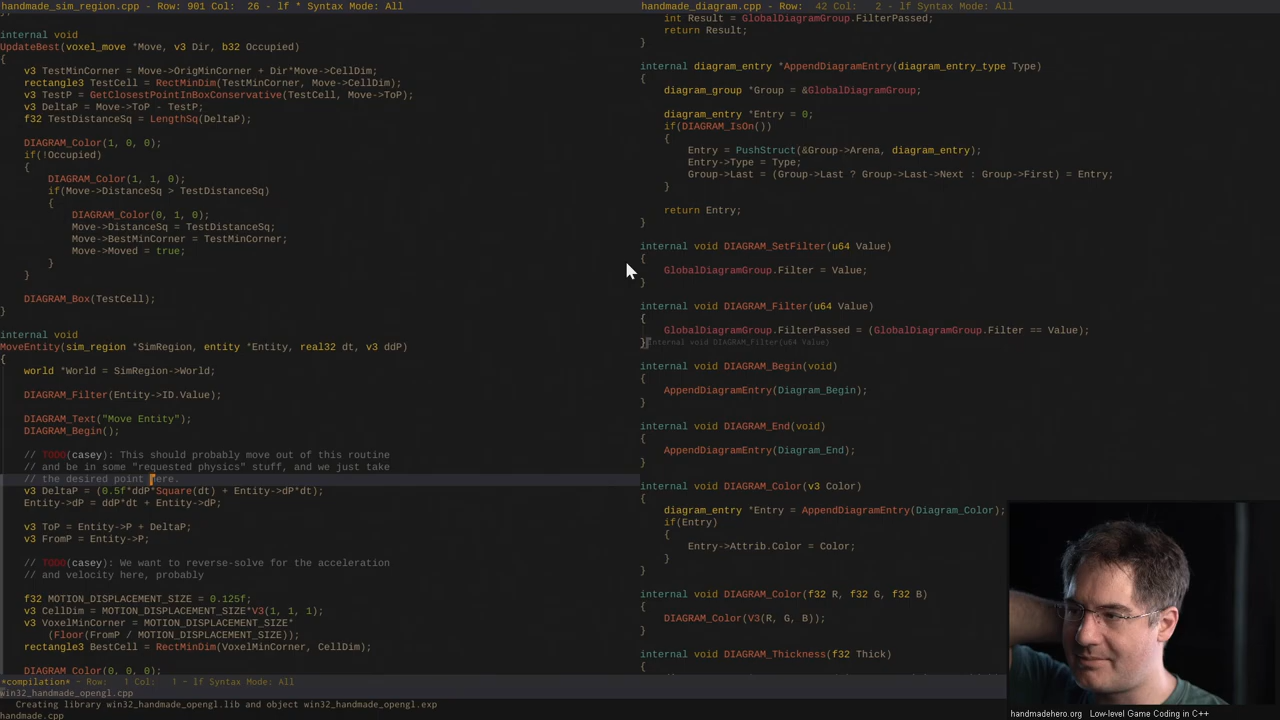 handmade_sim_region.cpp - Row: 901 Col:  26 - lf * Syntax Mode: All
internal void
UpdateBest(voxel_move *Move, v3 Dir, b32 Occupied)
{
    v3 TestMinCorner = Move->OrigMinCorner + Dir*Move->CellDim;
    rectangle3 TestCell = RectMinDim(TestMinCorner, Move->CellDim);
    v3 TestP = GetClosestPointInBoxConservative(TestCell, Move->ToP);
    v3 DeltaP = Move->ToP - TestP;
    f32 TestDistanceSq = LengthSq(DeltaP);
    DIAGRAM_Color(1, 0, 0);
    if(!Occupied)
    {
        DIAGRAM_Color(1, 1, 0);
        if(Move->DistanceSq > TestDistanceSq)
        {
            DIAGRAM_Color(0, 1, 0);
            Move->DistanceSq = TestDistanceSq;
            Move->BestMinCorner = TestMinCorner;
            Move->Moved = true;
        }
    }
    DIAGRAM_Box(TestCell);
}
internal void
MoveEntity(sim_region *SimRegion, entity *Entity, real32 dt, v3 ddP)
{
    world *World = SimRegion->World;
    DIAGRAM_Filter(Entity->ID.Value);
    DIAGRAM_Text("Move Entity");
    DIAGRAM_Begin();
    // TODO(casey): This should probably move out of this routine
    // and be in some "requested physics" stuff, and we just take
    // the desired point here.
    v3 DeltaP = (0.5f*ddP*Square(dt) + Entity->dP*dt);
    Entity->dP = ddP*dt + Entity->dP;
    v3 ToP = Entity->P + DeltaP;
    v3 FromP = Entity->P;
    // TODO(casey): We want to reverse-solve for the acceleration
    // and velocity here, probably
    f32 MOTION_DISPLACEMENT_SIZE = 0.125f;
    v3 CellDim = MOTION_DISPLACEMENT_SIZE*V3(1, 1, 1);
    v3 VoxelMinCorner = MOTION_DISPLACEMENT_SIZE*
        (Floor(FromP / MOTION_DISPLACEMENT_SIZE));
    rectangle3 BestCell = RectMinDim(VoxelMinCorner, CellDim);
    DIAGRAM_Color(0, 0, 0);
handmade_diagram.cpp - Row:  42 Col:   2 - lf Syntax Mode: All
    int Result = GlobalDiagramGroup.FilterPassed;
    return Result;
}
internal diagram_entry *AppendDiagramEntry(diagram_entry_type Type)
{
    diagram_group *Group = &GlobalDiagramGroup;
    diagram_entry *Entry = 0;
    if(DIAGRAM_IsOn())
    {
        Entry = PushStruct(&Group->Arena, diagram_entry);
        Entry->Type = Type;
        Group->Last = (Group->Last ? Group->Last->Next : Group->First) = Entry;
    }
    return Entry;
}
internal void DIAGRAM_SetFilter(u64 Value)
{
    GlobalDiagramGroup.Filter = Value;
}
internal void DIAGRAM_Filter(u64 Value)
{
    GlobalDiagramGroup.FilterPassed = (GlobalDiagramGroup.Filter == Value);
}internal void DIAGRAM_Filter(u64 Value)
internal void DIAGRAM_Begin(void)
{
    AppendDiagramEntry(Diagram_Begin);
}
internal void DIAGRAM_End(void)
{
    AppendDiagramEntry(Diagram_End);
}
internal void DIAGRAM_Color(v3 Color)
{
    diagram_entry *Entry = AppendDiagramEntry(Diagram_Color);
    if(Entry)
    {
        Entry->Attrib.Color = Color;
    }
}
internal void DIAGRAM_Color(f32 R, f32 G, f32 B)
{
    DIAGRAM_Color(V3(R, G, B));
}
internal void DIAGRAM_Thickness(f32 Thick)
{
*compilation* - Row:   1 Col:   1 - lf Syntax Mode: All
win32_handmade_opengl.cpp
   Creating library win32_handmade_opengl.lib and object win32_handmade_opengl.exp
handmade.cpp
handmadehero.org   Low-level Game Coding in C++